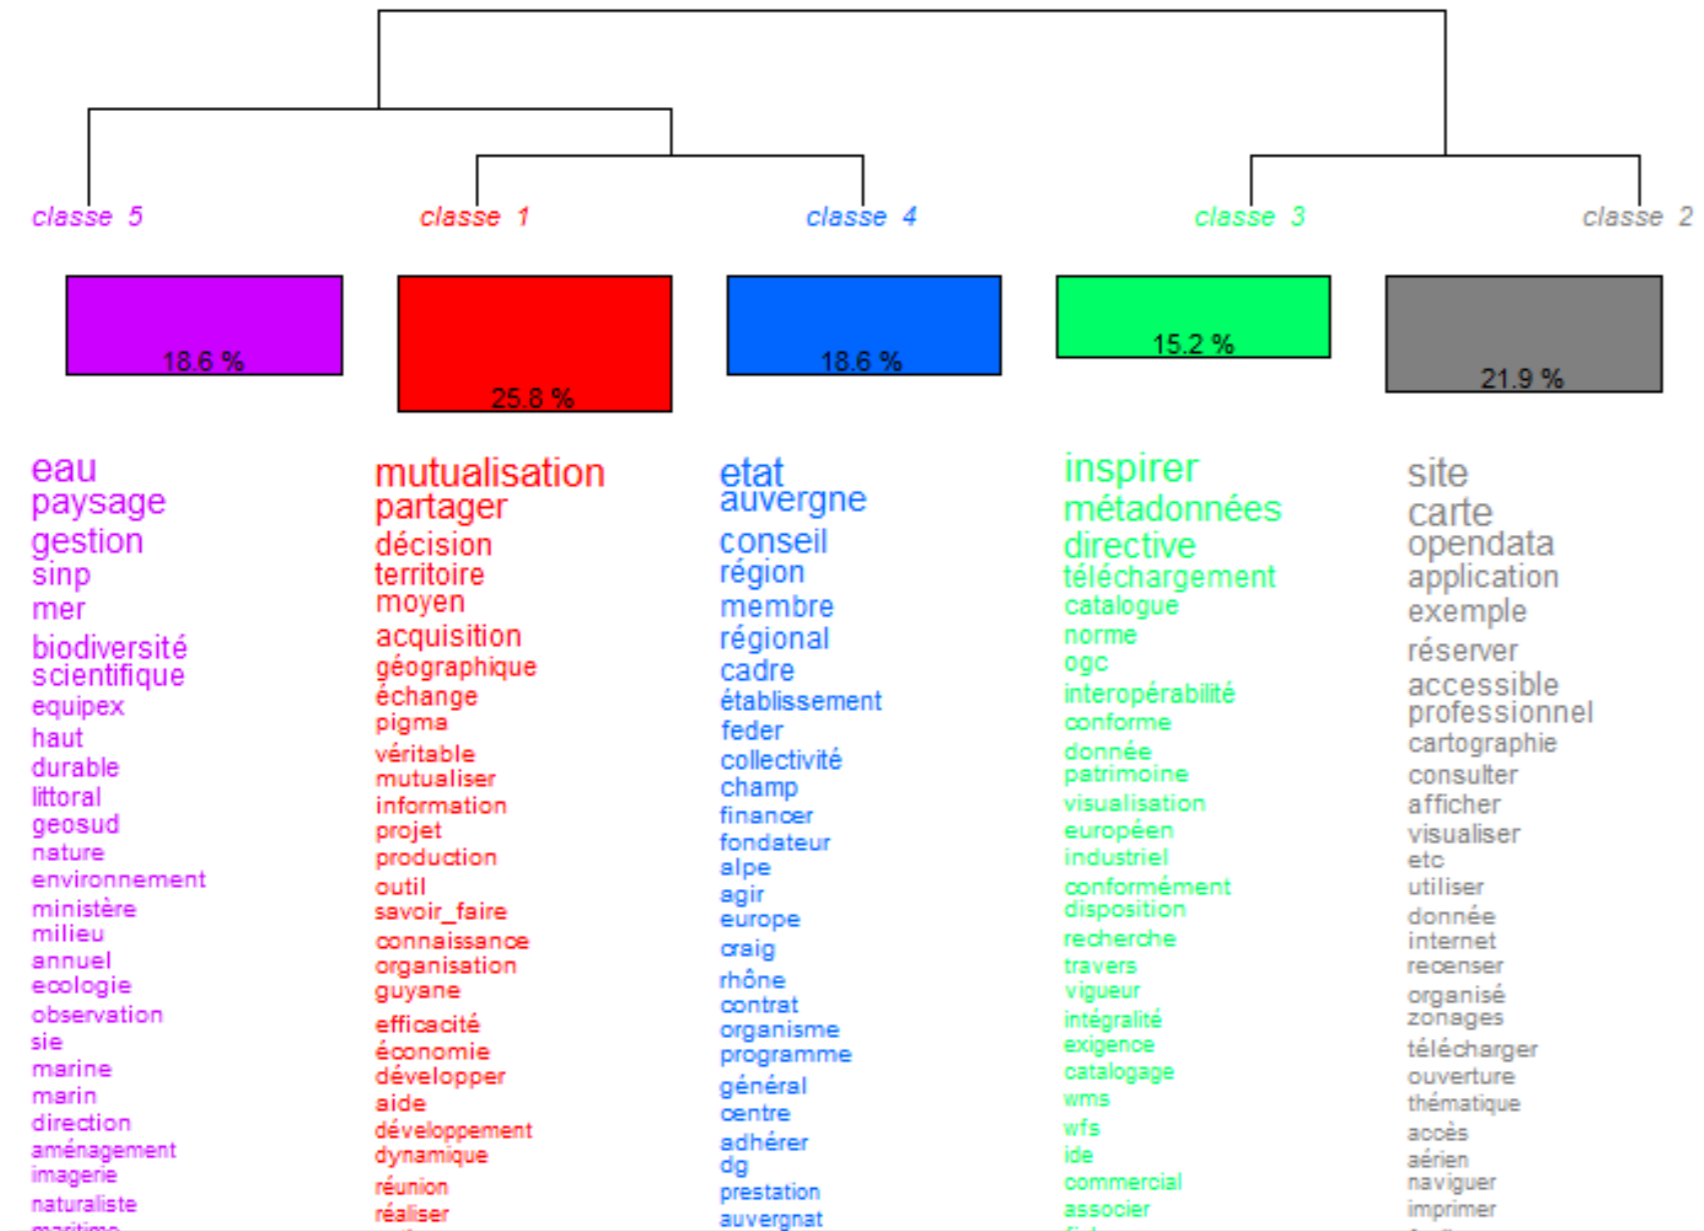 classe 5
classe 1
classe 4
classe 3
classe 2
18.6 %
25.8 %
18.6 %
15.2 %
21.9 %
eau
paysage
gestion
sinp
mer
biodiversité
scientifique
equipex
haut
durable
littoral
geosud
nature
environnement
ministère
milieu
annuel
ecologie
observation
sie
marine
marin
direction
aménagement
imagerie
naturaliste
maritime
mutualisation
partager
décision
territoire
moyen
acquisition
géographique
échange
pigma
véritable
mutualiser
information
projet
production
outil
savoir_faire
connaissance
organisation
guyane
efficacité
économie
développer
aide
développement
dynamique
réunion
réaliser
etat
auvergne
conseil
région
membre
régional
cadre
établissement
feder
collectivité
champ
financer
fondateur
alpe
agir
europe
craig
rhône
contrat
organisme
programme
général
centre
adhérer
dg
prestation
auvergnat
inspirer
métadonnées
directive
téléchargement
catalogue
norme
ogc
interopérabilité
conforme
donnée
patrimoine
visualisation
européen
industriel
conformément
disposition
recherche
travers
vigueur
intégralité
exigence
catalogage
wms
wfs
ide
commercial
associer
site
carte
opendata
application
exemple
réserver
accessible
professionnel
cartographie
consulter
afficher
visualiser
etc
utiliser
donnée
internet
recenser
organisé
zonages
télécharger
ouverture
thématique
accès
aérien
naviguer
imprimer